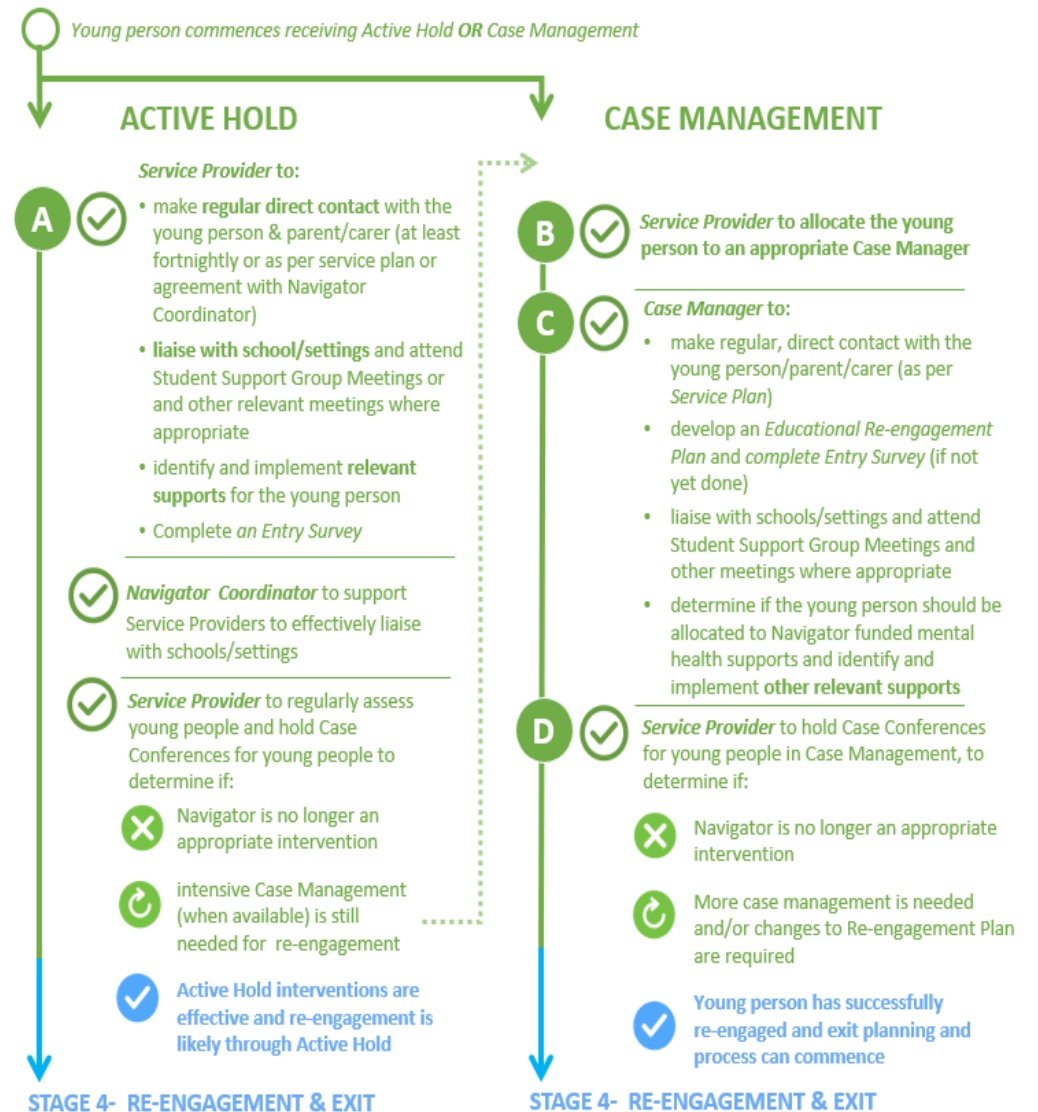 Young person commences receiving Active Hold OR Case Management
ACTIVE HOLD
Service Provider to:
A
• make regular direct contact with the
young person & parent/carer (at least
fortnightly or as per service plan or
agreement with Navigator
Coordinator)
• liaise with school/settings and attend
Student Support Group Meetings or
and other relevant meetings where
appropriate
• identify and implement relevant
supports for the young person
• Complete an Entry Survey
Navigator Coordinator to support
Service Providers to effectively liaise
with schools/settings
Service Provider to regularly assess
young people and hold Case
Conferences for young people to
determine if:
Navigator is no longer an
appropriate intervention
intensive Case Management
(when available) is still
needed for re-engagement
Active Hold interventions are
effective and re-engagement is
likely through Active Hold
STAGE 4- RE-ENGAGEMENT & EXIT
CASE MANAGEMENT
B
Service Provider to allocate the young
person to an appropriate Case Manager
C
Case Manager to:
• make regular, direct contact with the
young person/parent/carer (as per
Service Plan)
• develop an Educational Re-engagement
Plan and complete Entry Survey (if not
yet done)
• liaise with schools/settings and attend
Student Support Group Meetings and
other meetings where appropriate
• determine if the young person should be
allocated to Navigator funded mental
health supports and identify and
implement other relevant supports
D
Service Provider to hold Case Conferences
for young people in Case Management, to
determine if:
Navigator is no longer an appropriate
intervention
More case management is needed
and/or changes to Re-engagement Plan
are required
Young person has successfully
re-engaged and exit planning and
process can commence
STAGE 4- RE-ENGAGEMENT & EXIT